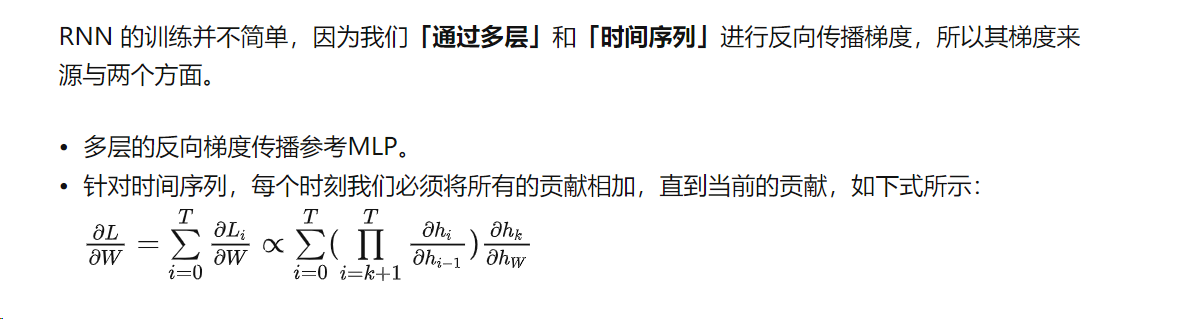 RNN 的训练并不简单，因为我们「通过多层」和「时间序列」进行反向传播梯度，所以其梯度来
源与两个方面。
• 多层的反向梯度传播参考MLP。
• 针对时间序列，每个时刻我们必须将所有的贡献相加，直到当前的贡献，如下式所示：
$\frac{\partial L}{\partial W} = \sum_{i=0}^{T} \frac{\partial L_i}{\partial W} \propto \sum_{i=0}^{T} ( \prod_{i=k+1}^{T} \frac{\partial h_i}{\partial h_{i-1}} ) \frac{\partial h_k}{\partial h_W}$